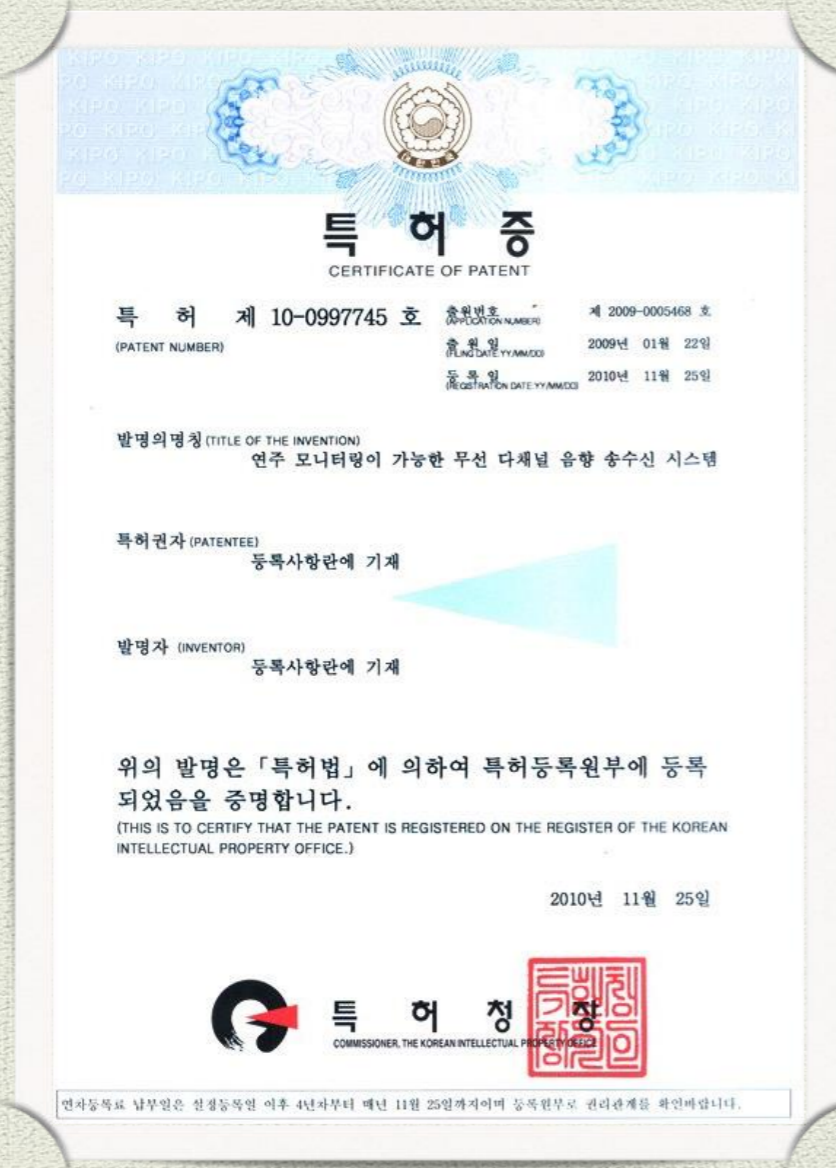 KIPO KIPO KIPO KIPO
대한민국
특 허 증
CERTIFICATE OF PATENT
특 허 제 10-0997745 호
(PATENT NUMBER)
출원번호 제 2009-0005468 호
(APPLICATION NUMBER)
출 원 일 2009년 01월 22일
(FILING DATE:YY/MM/DD)
등 록 일 2010년 11월 25일
(REGISTRATION DATE:YY/MM/DD)
발명의명칭 (TITLE OF THE INVENTION)
연주 모니터링이 가능한 무선 다채널 음향 송수신 시스템
특허권자 (PATENTEE)
등록사항란에 기재
발명자 (INVENTOR)
등록사항란에 기재
위의 발명은 「특허법」에 의하여 특허등록원부에 등록
되었음을 증명합니다.
(THIS IS TO CERTIFY THAT THE PATENT IS REGISTERED ON THE REGISTER OF THE KOREAN
INTELLECTUAL PROPERTY OFFICE.)
2010년 11월 25일
특 허 청 장
COMMISSIONER, THE KOREAN INTELLECTUAL PROPERTY OFFICE
연차등록료 납부일은 설정등록일 이후 4년차부터 매년 11월 25일까지이며 등록원부로 권리관계를 확인바랍니다.